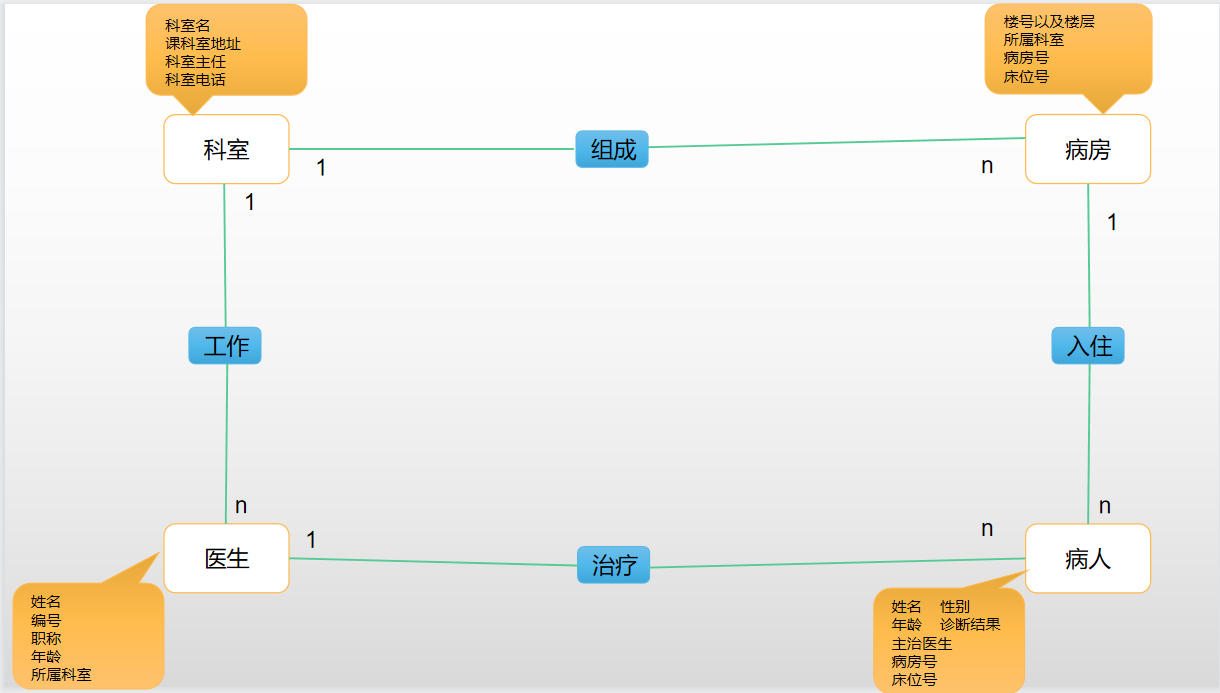 科室名
课科室地址
科室主任
科室电话
楼号以及楼层
所属科室
病房号
床位号
科室
组成
病房
1
n
1
1
工作
入住
n
n
医生
1
治疗
n
病人
姓名
编号
职称
年龄
所属科室
姓名 性别
年龄 诊断结果
主治医生
病房号
床位号